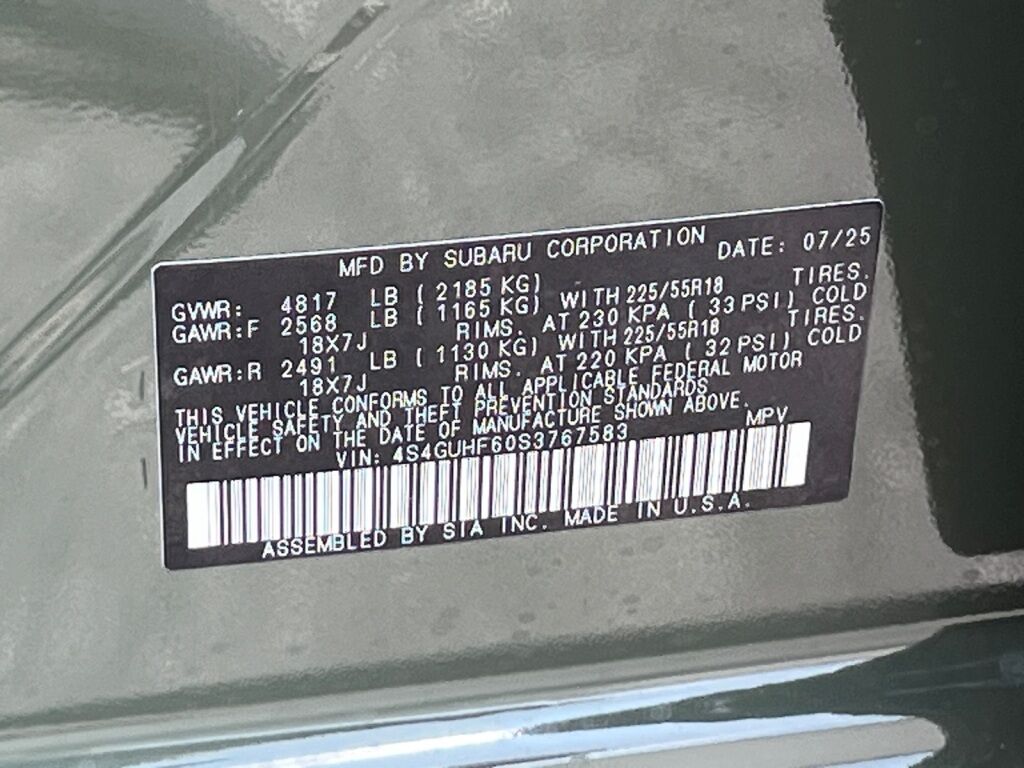 MFD BY SUBARU CORPORATION DATE: 07/25
GVWR: 4817 LB ( 2185 KG)
GAWR:F 2568 LB ( 1165 KG) WITH 225/55R18 TIRES.
18X7J RIMS. AT 230 KPA ( 33 PSI) COLD
GAWR:R 2491 LB ( 1130 KG) WITH 225/55R18 TIRES.
18X7J RIMS. AT 220 KPA ( 32 PSI) COLD
THIS VEHICLE CONFORMS TO ALL APPLICABLE FEDERAL MOTOR
VEHICLE SAFETY AND THEFT PREVENTION STANDARDS
IN EFFECT ON THE DATE OF MANUFACTURE SHOWN ABOVE.
VIN: 4S4GUHF60S3767583 MPV
ASSEMBLED BY SIA INC. MADE IN U.S.A.